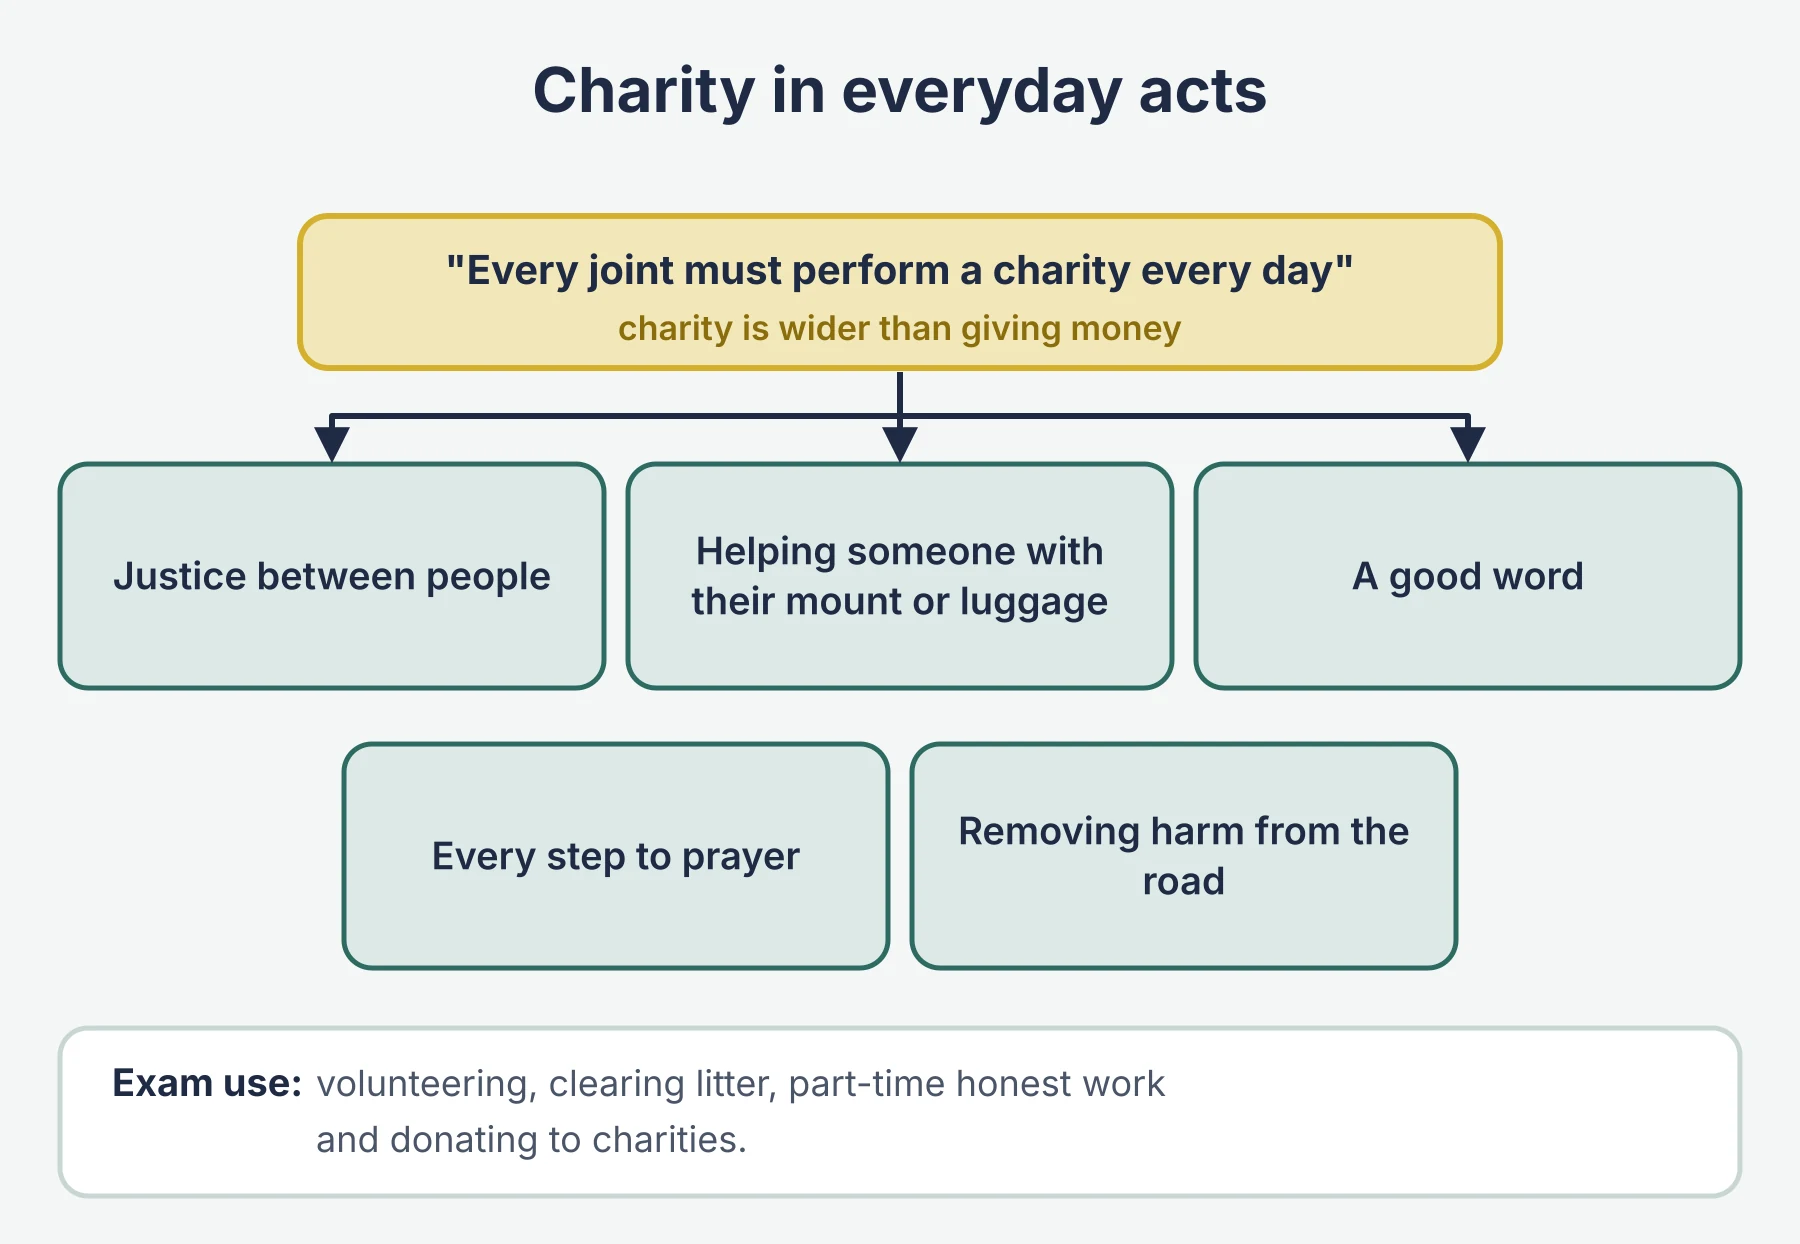 Charity in everyday acts
"Every joint must perform a charity every day"
charity is wider than giving money
Justice between people
Helping someone with
their mount or luggage
A good word
Every step to prayer
Removing harm from the
road
Exam use: volunteering, clearing litter, part-time honest work
and donating to charities.